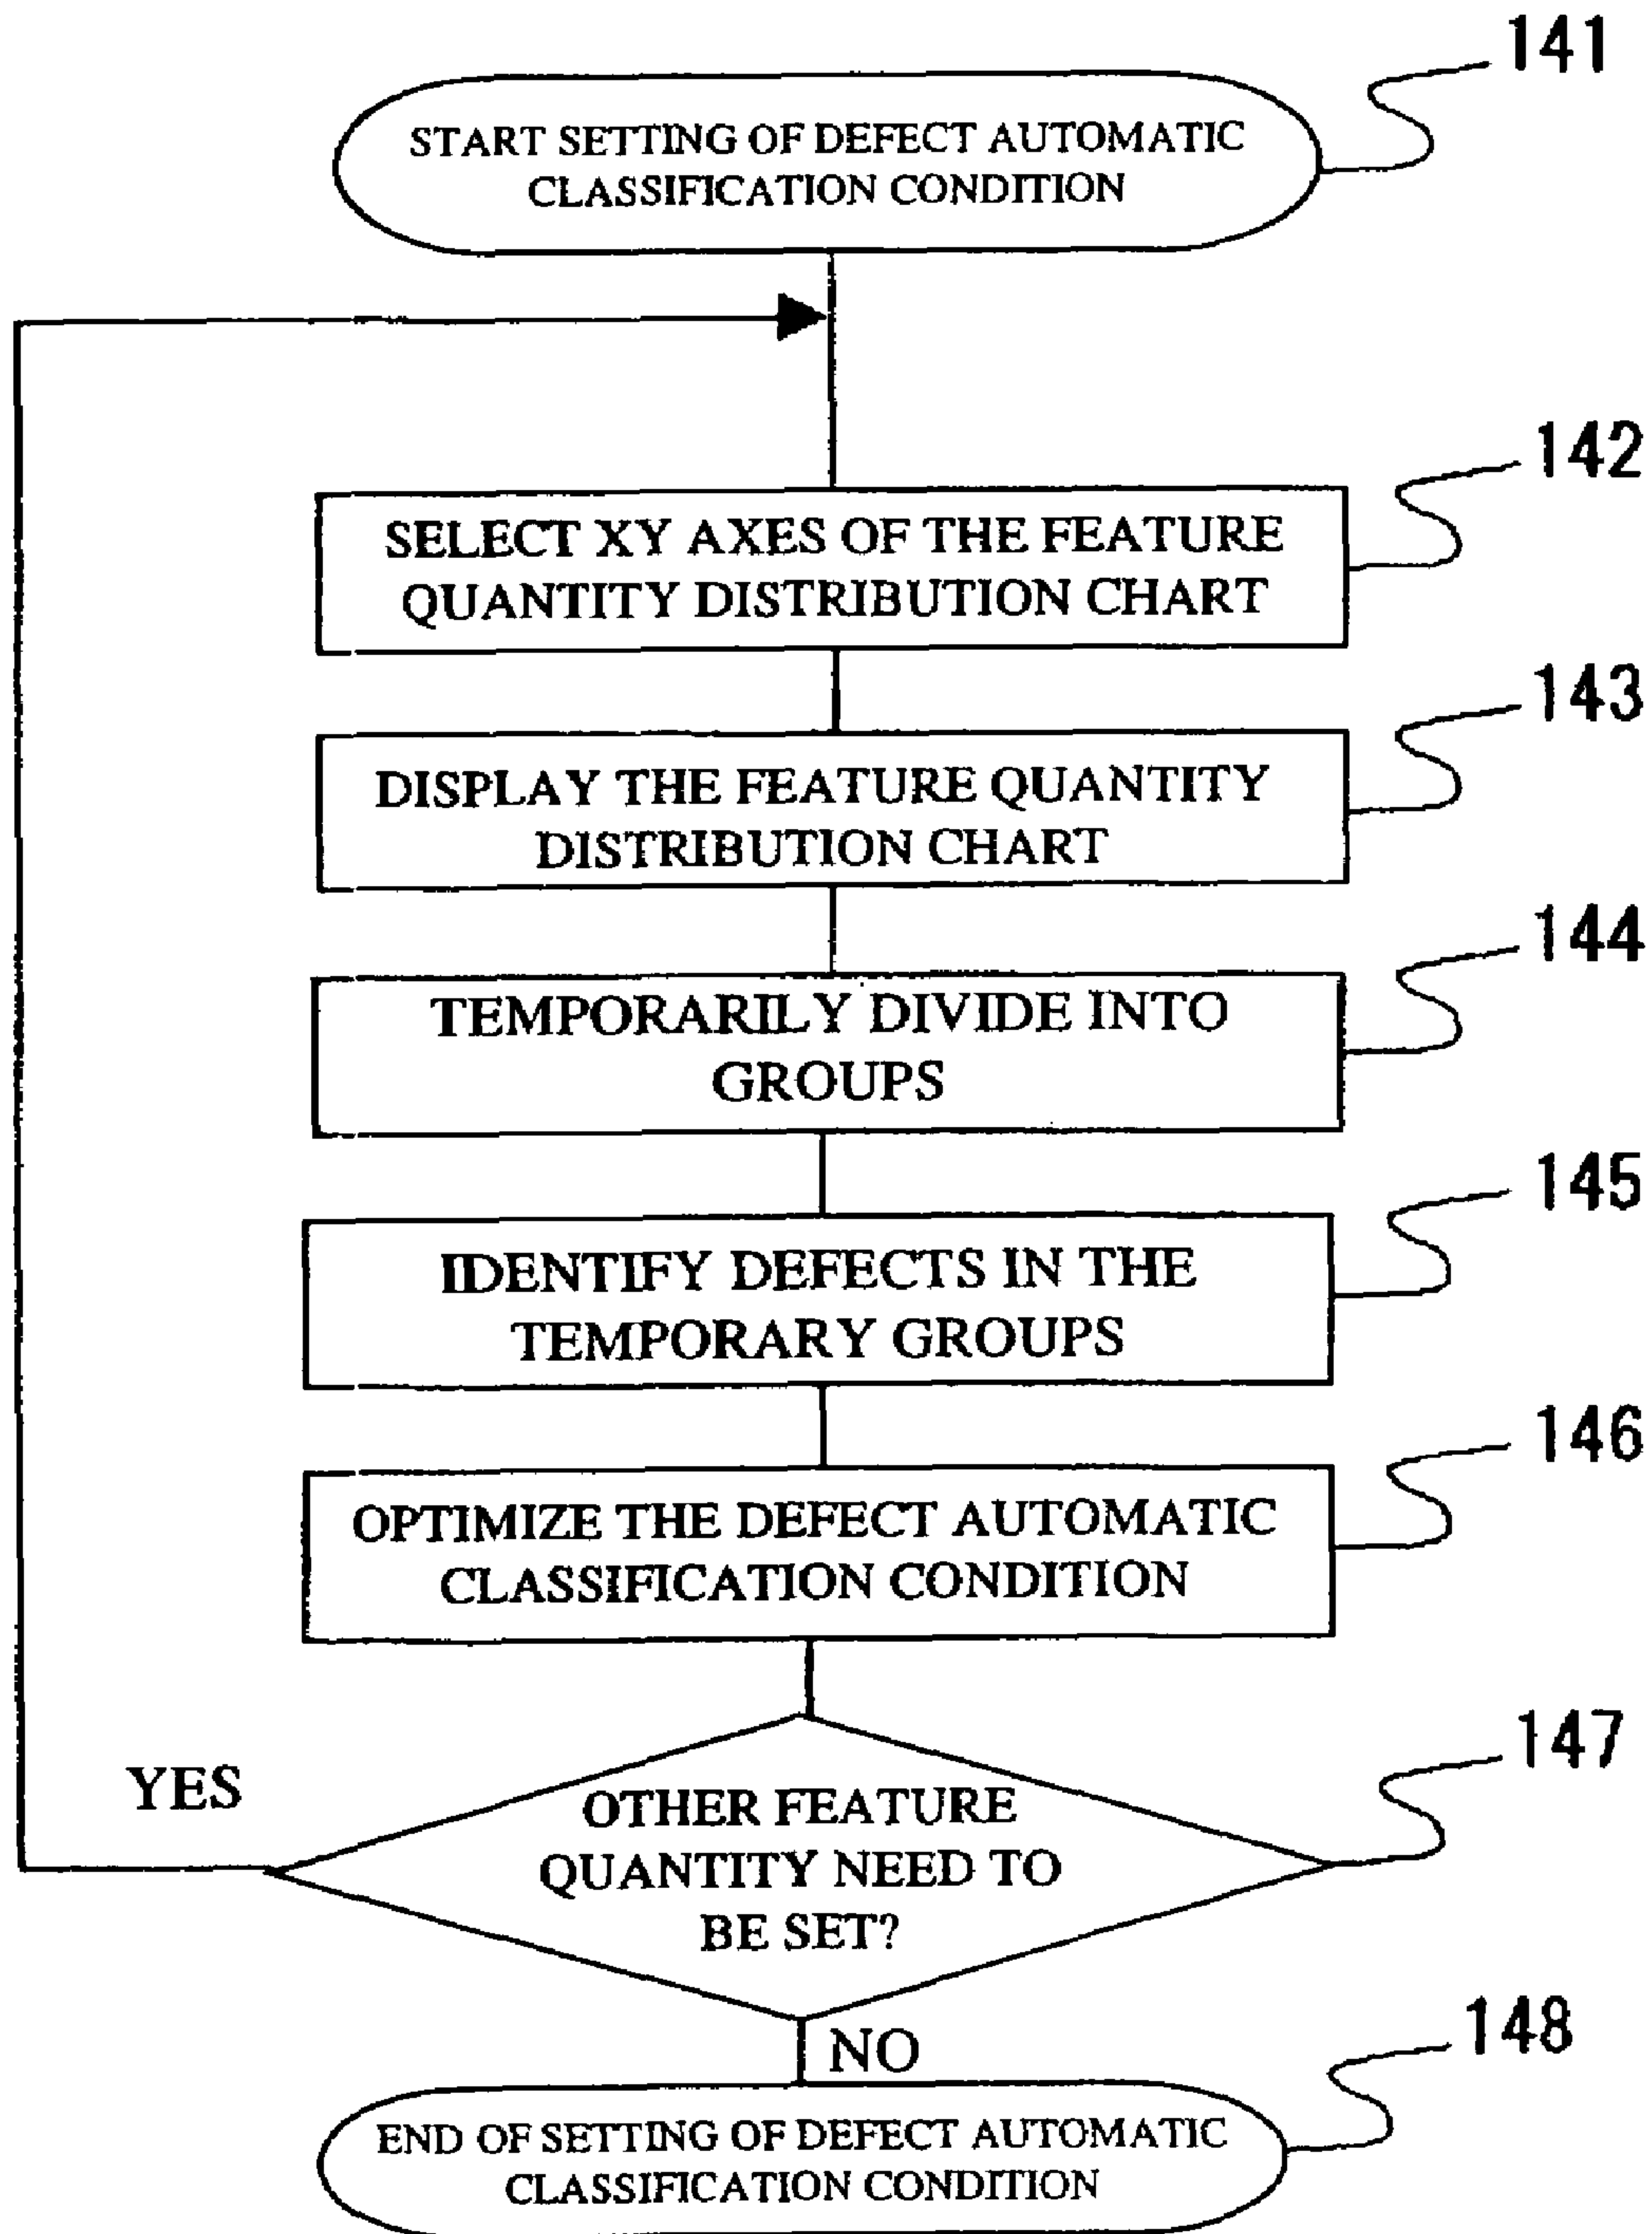 141
START SETTING OF DEFECT AUTOMATIC
CLASSIFICATION CONDITION
142
SELECT XY AXES OF THE FEATURE
QUANTITY DISTRIBUTION CHART
143
DISPLAY THE FEATURE QUANTITY
DISTRIBUTION CHART
144
TEMPORARILY DIVIDE INTO
GROUPS
145
IDENTIFY DEFECTS IN THE
TEMPORARY GROUPS
146
OPTIMIZE THE DEFECT AUTOMATIC
CLASSIFICATION CONDITION
147
YES
OTHER FEATURE
QUANTITY NEED TO
BE SET?
NO
148
END OF SETTING OF DEFECT AUTOMATIC
CLASSIFICATION CONDITION